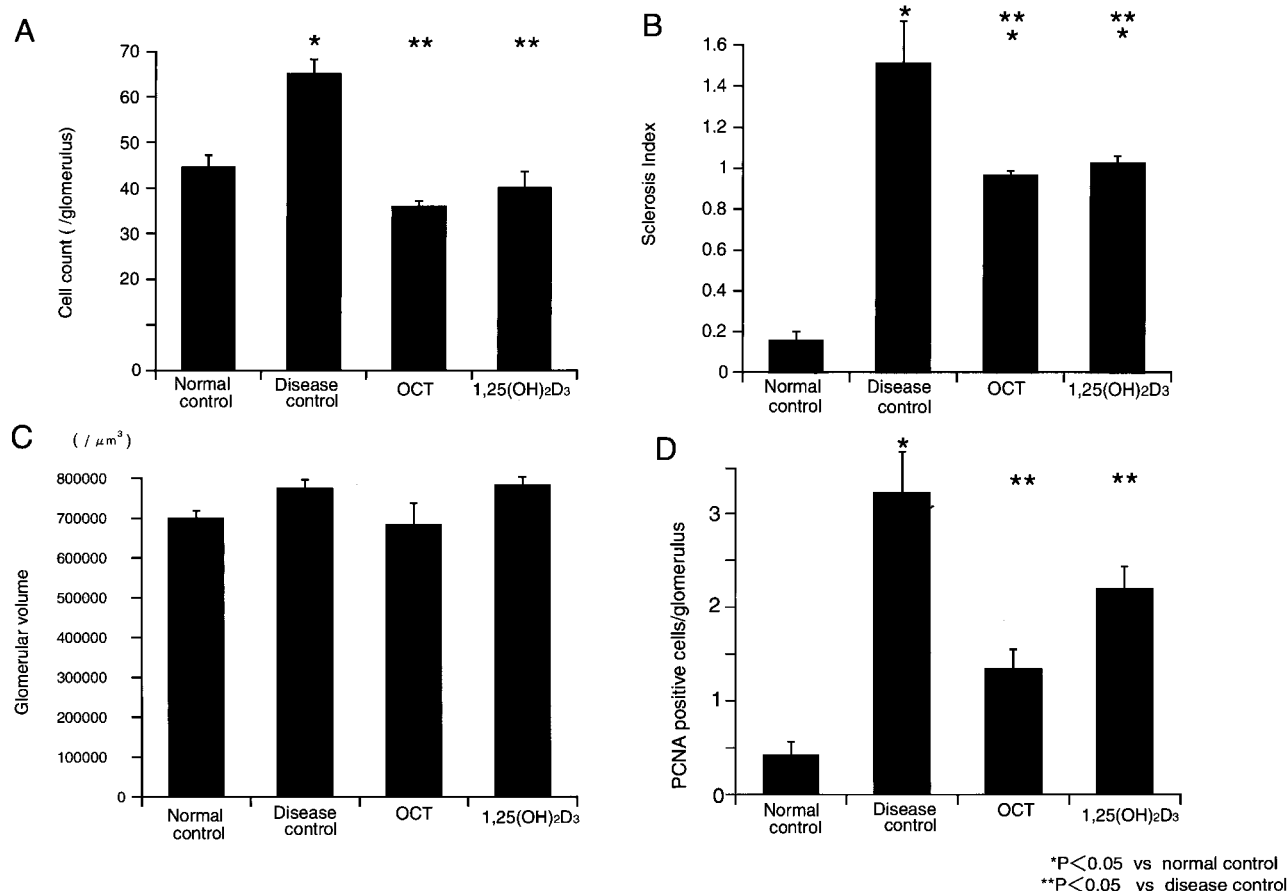 A
* ** **
70
60
50
40
30
20
0
Cell count ( /glomerulus)
Normal control
Disease control
OCT
1,25(OH)₂D₃
B
* ** * ** *
1.6
1.4
1.2
1
0.8
0.6
0.4
0.2
0
Sclerosis Index
Normal control
Disease control
OCT
1,25(OH)₂D₃
C
( / μm³)
800000
700000
600000
500000
400000
300000
200000
100000
0
Glomerular volume
Normal control
Disease control
OCT
1,25(OH)₂D₃
D
* ** **
3
2
1
0
PCNA positive cells/glomerulus
Normal control
Disease control
OCT
1,25(OH)₂D₃
*P<0.05 vs normal control
**P<0.05 vs disease control